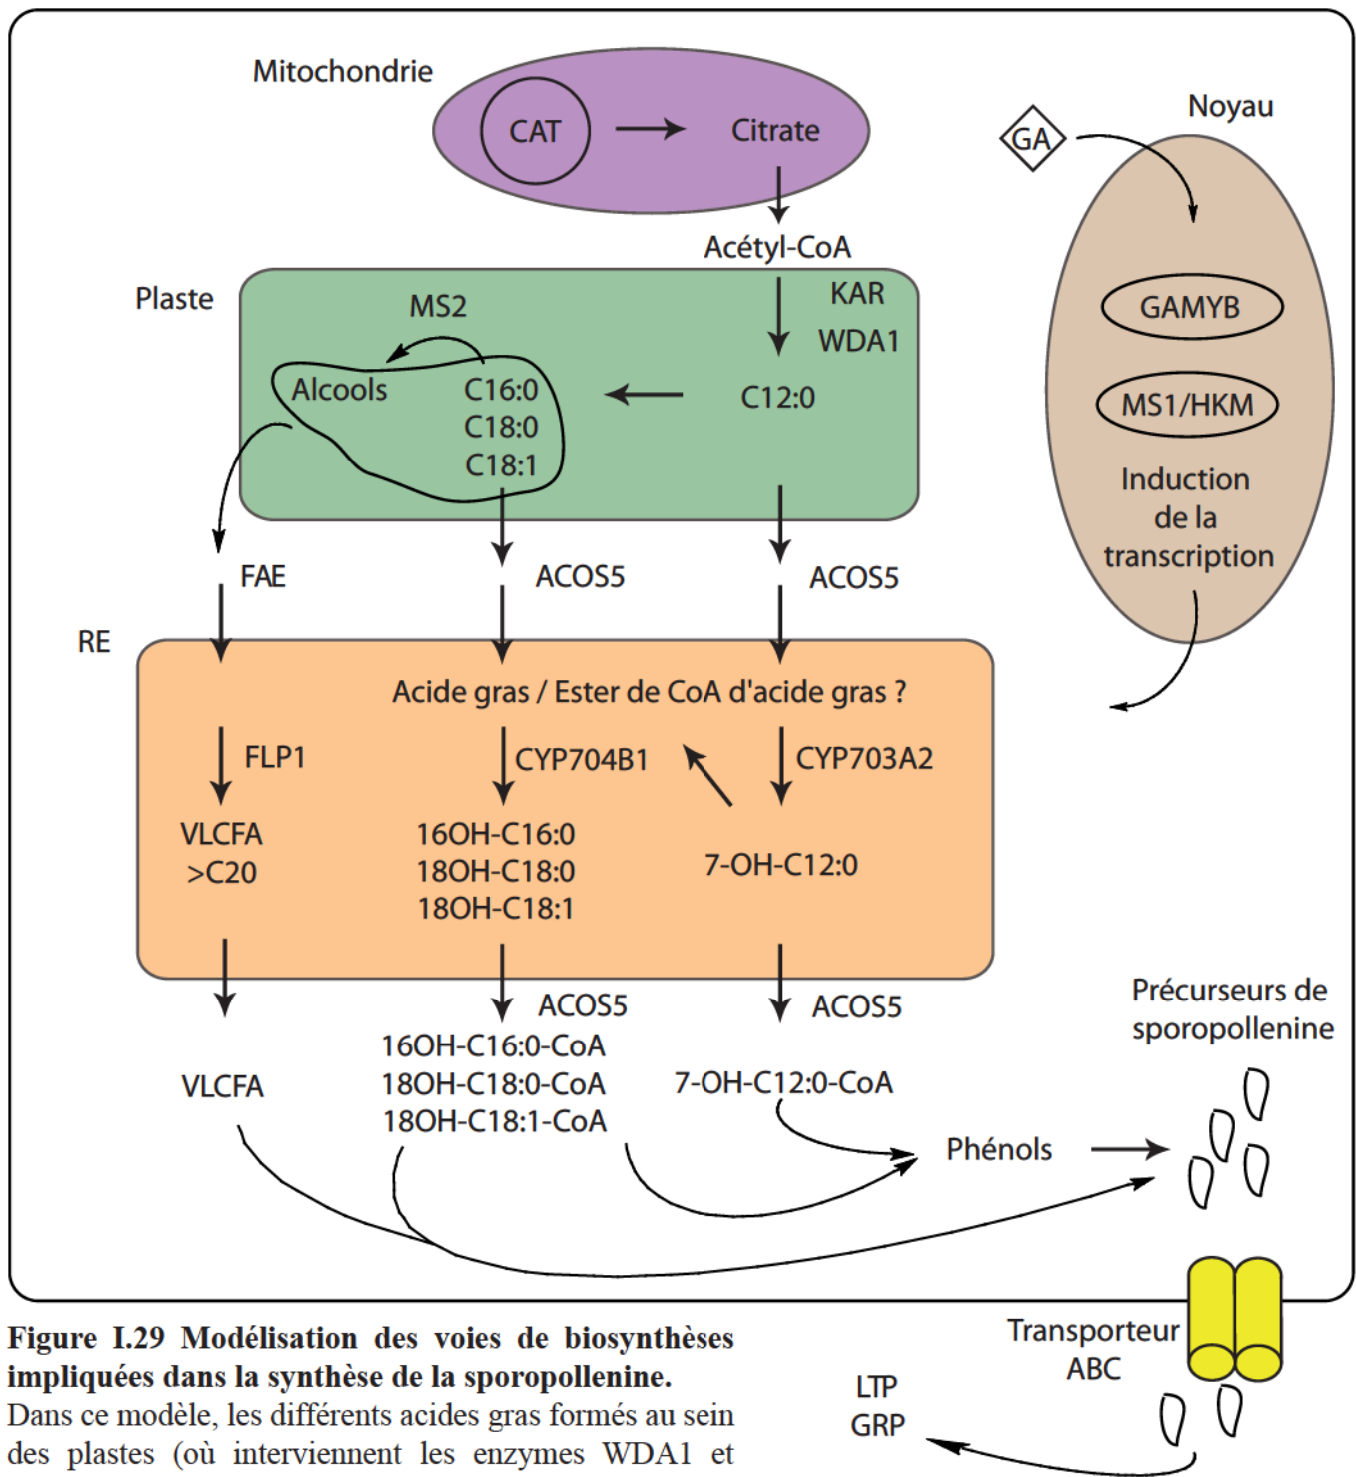 Mitochondrie
CAT
Citrate
Noyau
GA
Acétyl-CoA
Plaste
MS2
KAR
WDA1
GAMYB
Alcools
C16:0
C18:0
C18:1
C12:0
MS1/HKM
Induction
de la
transcription
FAE
ACOS5
ACOS5
RE
Acide gras / Ester de CoA d'acide gras ?
FLP1
CYP704B1
CYP703A2
VLCFA
>C20
16OH-C16:0
18OH-C18:0
18OH-C18:1
7-OH-C12:0
ACOS5
ACOS5
Précurseurs de
sporopollenine
VLCFA
16OH-C16:0-CoA
18OH-C18:0-CoA
18OH-C18:1-CoA
7-OH-C12:0-CoA
Phénols
Transporteur
ABC
LTP
GRP
Figure I.29 Modélisation des voies de biosynthèses
impliquées dans la synthèse de la sporopollenine.
Dans ce modèle, les différents acides gras formés au sein
des plastes (où interviennent les enzymes WDA1 et